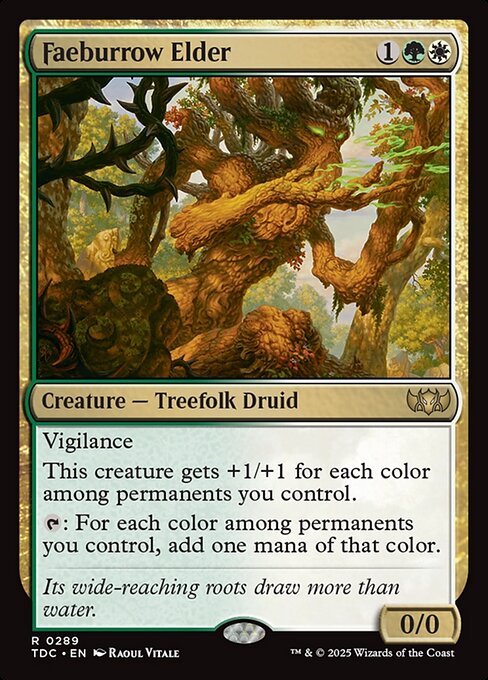 Faeburrow Elder 1
Creature — Treefolk Druid
Vigilance
This creature gets +1/+1 for each color
among permanents you control.
: For each color among permanents
you control, add one mana of that color.
Its wide-reaching roots draw more than
water.
0/0
R 0289
TDC • EN Raoul Vitale
™ & © 2025 Wizards of the Coast